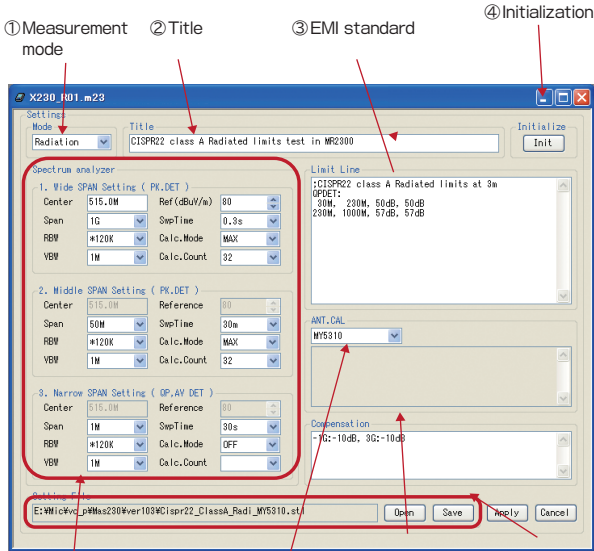 ④Initialization
①Measurement mode
②Title
③EMI standard
X230_R01.m23
Settings
Mode
Title
Initialize
Radiation
CISPR22 class A Radiated limits test in MR2300
Init
Spectrum analyzer
1. Wide SPAN Setting ( PK.DET )
Center 515.0M Ref(dBuV/m) 80
Span 1G SwpTime 0.3s
RBW *120K Calc.Mode MAX
VBW 1M Calc.Count 32
2. Middle SPAN Setting ( PK.DET )
Center 515.0M Reference 80
Span 50M SwpTime 30m
RBW *120K Calc.Mode MAX
VBW 1M Calc.Count 32
3. Narrow SPAN Setting ( QP,AV DET )
Center 515.0M Reference 80
Span 1M SwpTime 30s
RBW *120K Calc.Mode OFF
VBW 1M Calc.Count
Limit Line
;CISPR22 class A Radiated limits at 3m
QPDET:
30M, 230M, 50dB, 50dB
230M, 1000M, 57dB, 57dB
ANT.CAL
MY5310
Compensation
-1G:-10dB, 3G:-10dB
Setting File
E:¥Mic¥vc_p¥Mas230¥ver103¥Cispr22_ClassA_Radi_MY5310.stl
Open
Save
Apply
Cancel